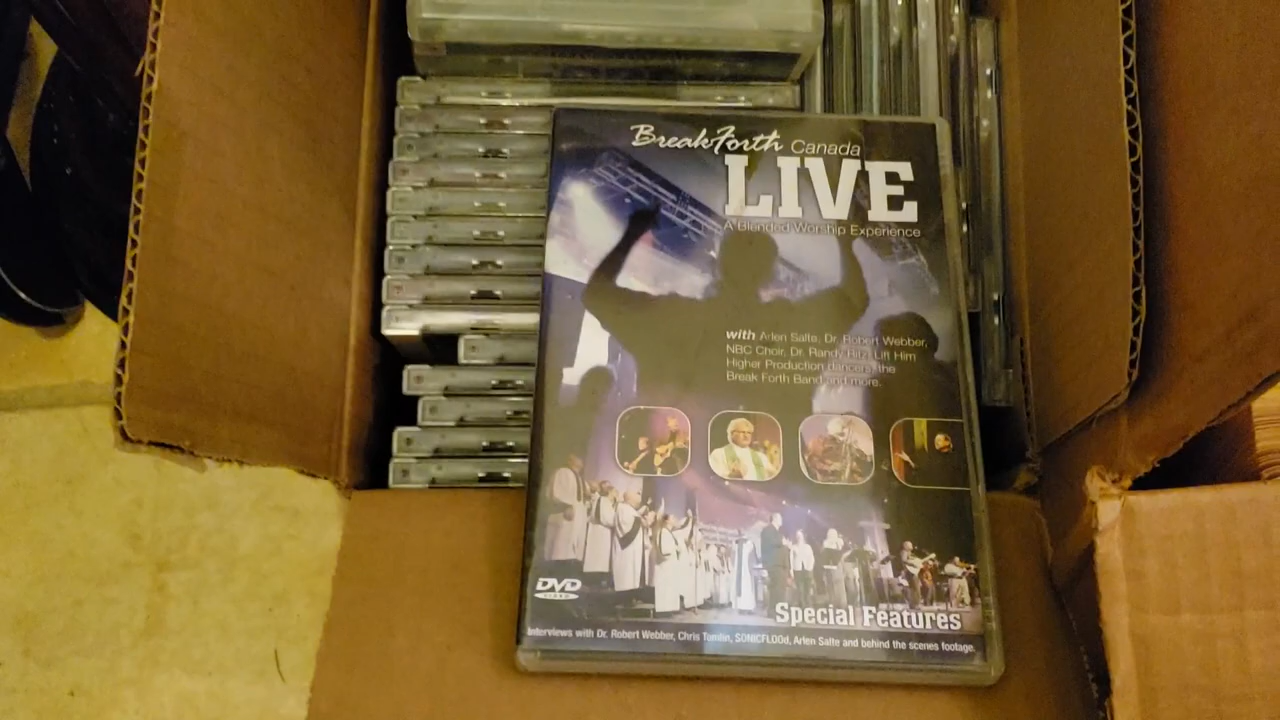 BreakForth Canada
LIVE
A Blended Worship Experience
with Arlen Salte, Dr. Robert Webber,
NBC Choir, Dr. Randy Ritz, Lift Him
Higher Production dancers, the
Break Forth Band and more.
DVD
VIDEO
Special Features
Interviews with Dr. Robert Webber, Chris Tomlin, SONICFLOOd, Arlen Salte and behind the scenes footage.